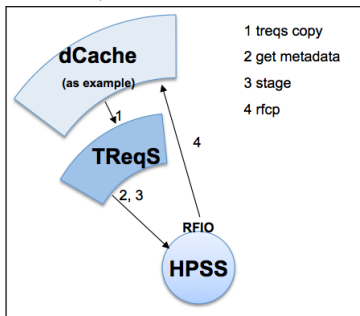 dCache
(as example)
1
TReqS
2, 3
4
RFIO
HPSS
1 treqs copy
2 get metadata
3 stage
4 rfcp